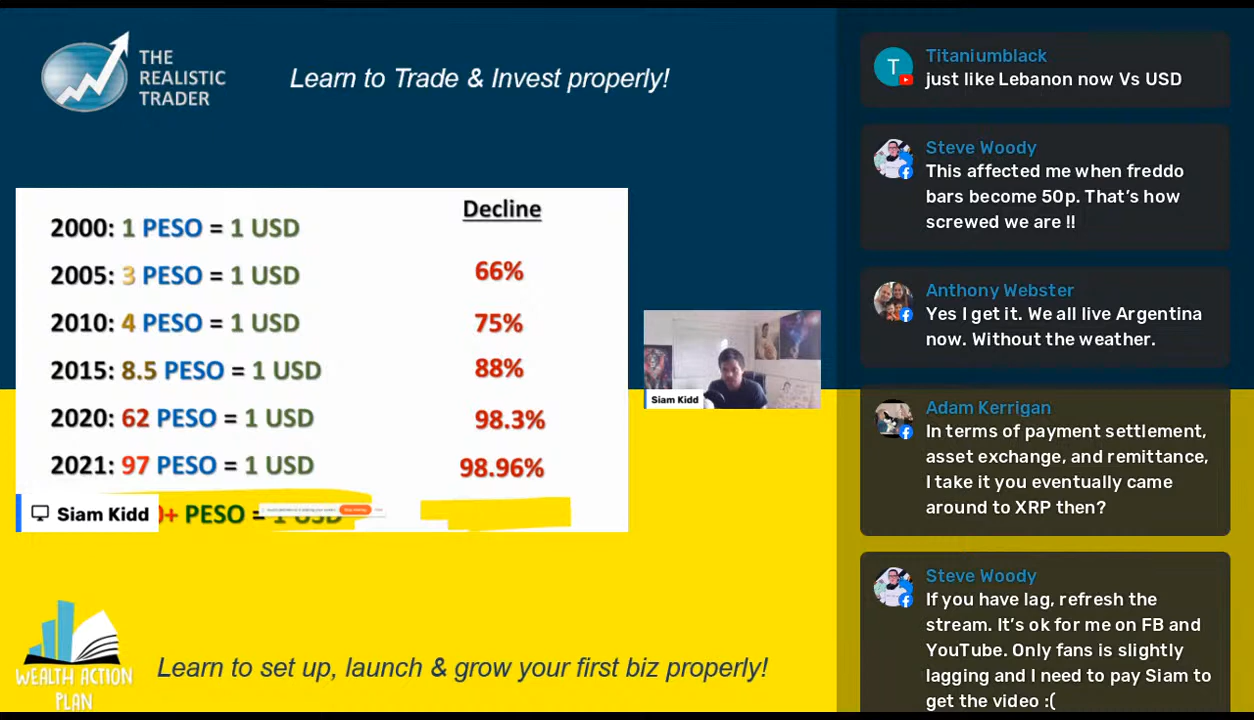 THE
REALISTIC
TRADER
Learn to Trade & Invest properly!
Decline
2000: 1 PESO = 1 USD
2005: 3 PESO = 1 USD 66%
2010: 4 PESO = 1 USD 75%
2015: 8.5 PESO = 1 USD 88%
2020: 62 PESO = 1 USD 98.3%
2021: 97 PESO = 1 USD 98.96%
0+ PESO = 1 USD
Siam Kidd
Siam Kidd
WEALTH ACTION
PLAN
Learn to set up, launch & grow your first biz properly!
T
Titaniumblack
just like Lebanon now Vs USD
Steve Woody
This affected me when freddo
bars become 50p. That's how
screwed we are !!
Anthony Webster
Yes I get it. We all live Argentina
now. Without the weather.
Adam Kerrigan
In terms of payment settlement,
asset exchange, and remittance,
I take it you eventually came
around to XRP then?
Steve Woody
If you have lag, refresh the
stream. It's ok for me on FB and
YouTube. Only fans is slightly
lagging and I need to pay Siam to
get the video :(